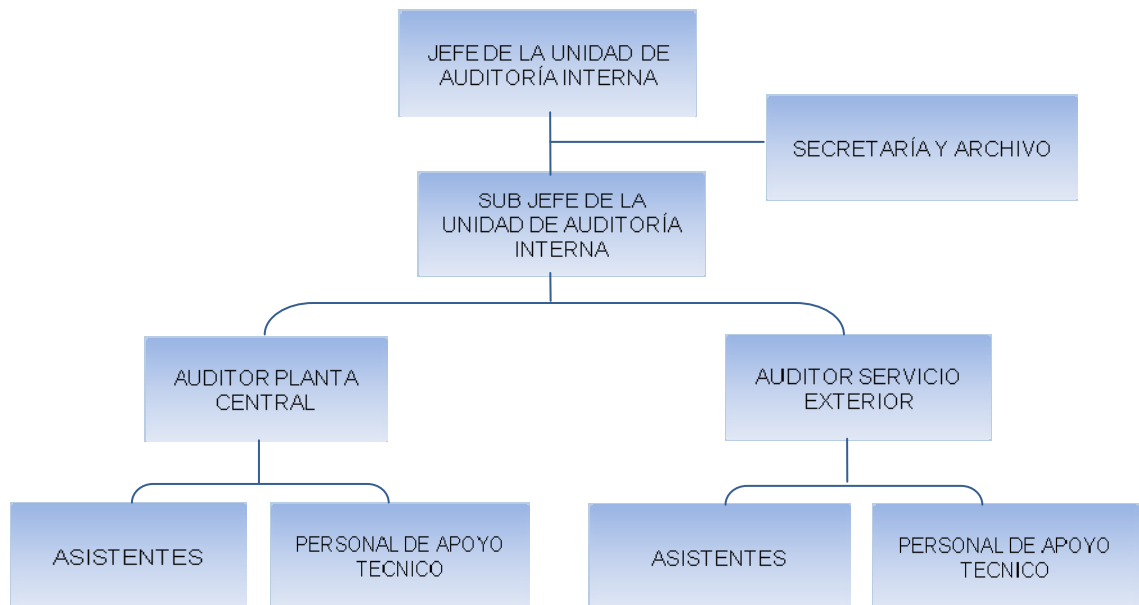 JEFE DE LA UNIDAD DE
AUDITORÍA INTERNA
SECRETARÍA Y ARCHIVO
SUB JEFE DE LA
UNIDAD DE AUDITORÍA
INTERNA
AUDITOR PLANTA
CENTRAL
AUDITOR SERVICIO
EXTERIOR
ASISTENTES
PERSONAL DE APOYO
TECNICO
ASISTENTES
PERSONAL DE APOYO
TECNICO